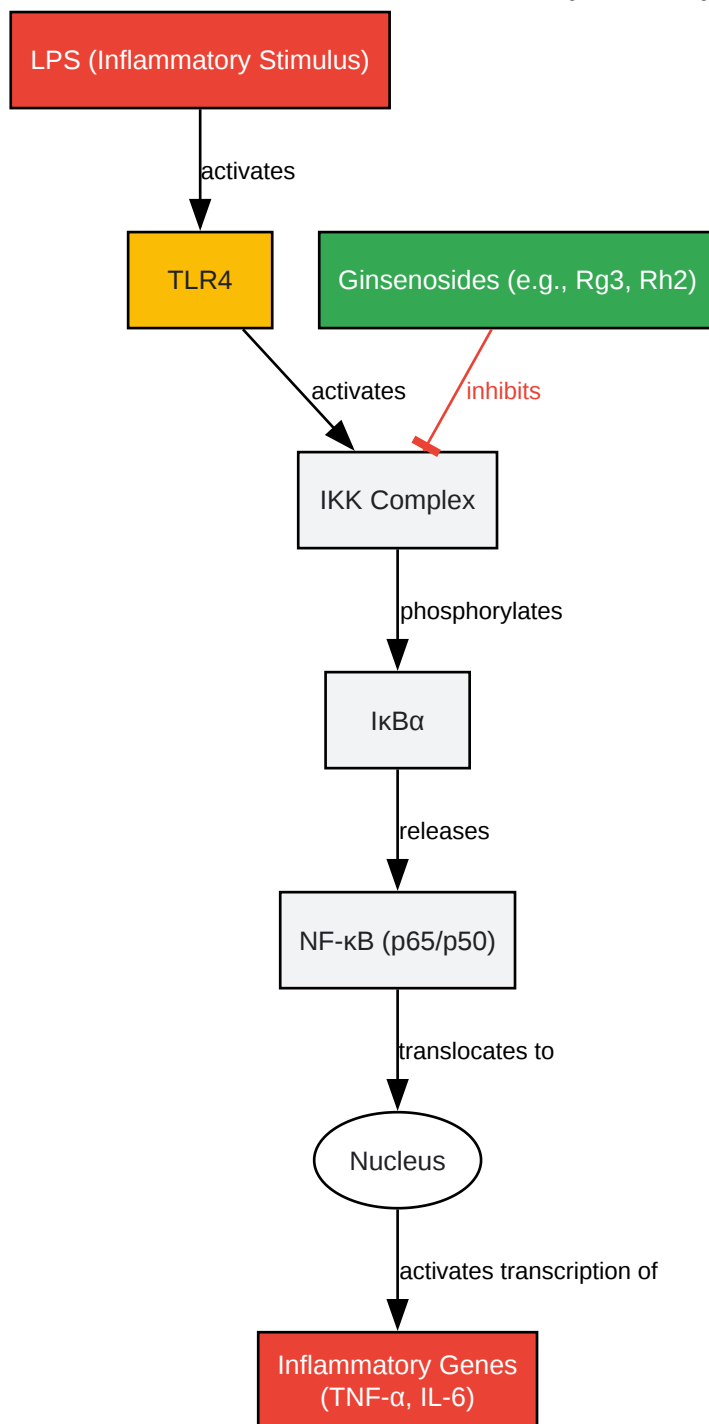 LPS (Inflammatory Stimulus)
activates
TLR4
Ginsenosides (e.g., Rg3, Rh2)
activates
inhibits
IKK Complex
phosphorylates
IκBα
releases
NF-κB (p65/p50)
translocates to
Nucleus
activates transcription of
Inflammatory Genes
(TNF-α, IL-6)